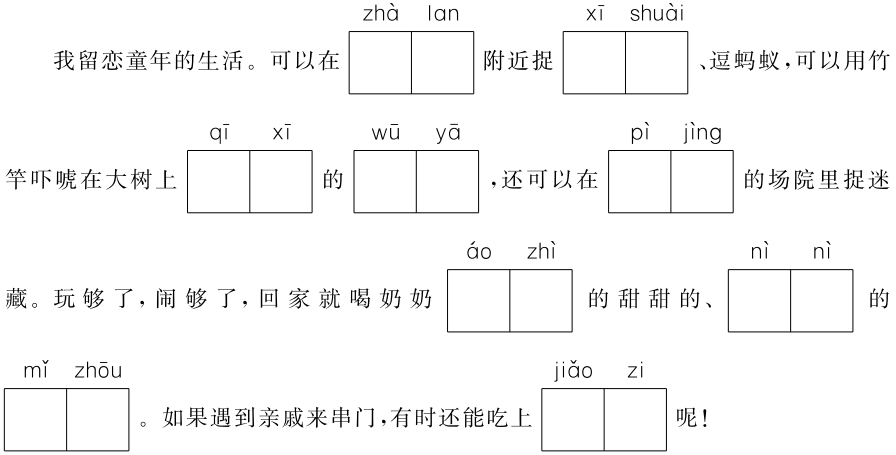 zhà lan xī shuài
我留恋童年的生活。可以在 附近捉 、逗蚂蚁,可以用竹
qī xī wū yā pì jìng
竿吓唬在大树上 的 ,还可以在 的场院里捉迷
áo zhì nì nì
藏。玩够了,闹够了,回家就喝奶奶 的甜甜的、 的
mǐ zhōu jiǎo zi
。如果遇到亲戚来串门,有时还能吃上 呢!